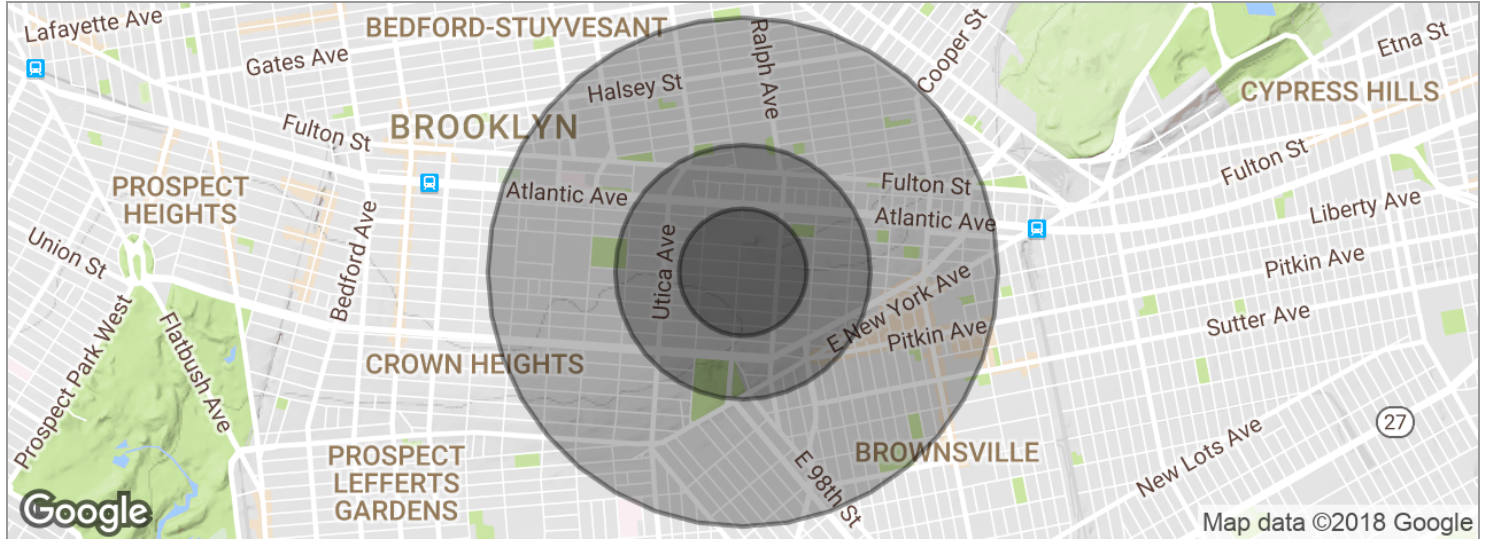 Lafayette Ave
BEDFORD-STUYVESANT
Ralph Ave
Cooper St
Etna St
Gates Ave
Halsey St
CYPRESS HILLS
Fulton St
BROOKLYN
Fulton St
PROSPECT
HEIGHTS
Atlantic Ave
Fulton St
Atlantic Ave
Liberty Ave
Union St
Bedford Ave
Utica Ave
Pitkin Ave
E New York Ave
Pitkin Ave
Sutter Ave
Prospect Park West
Flatbush Ave
CROWN HEIGHTS
27
PROSPECT
LEFFERTS
GARDENS
BROWNSVILLE
New Lots Ave
E 98th St
Google
Map data ©2018 Google